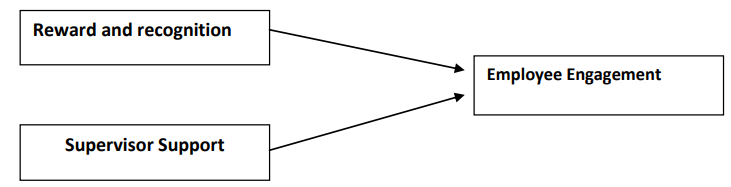 Reward and recognition
Employee Engagement
Supervisor Support